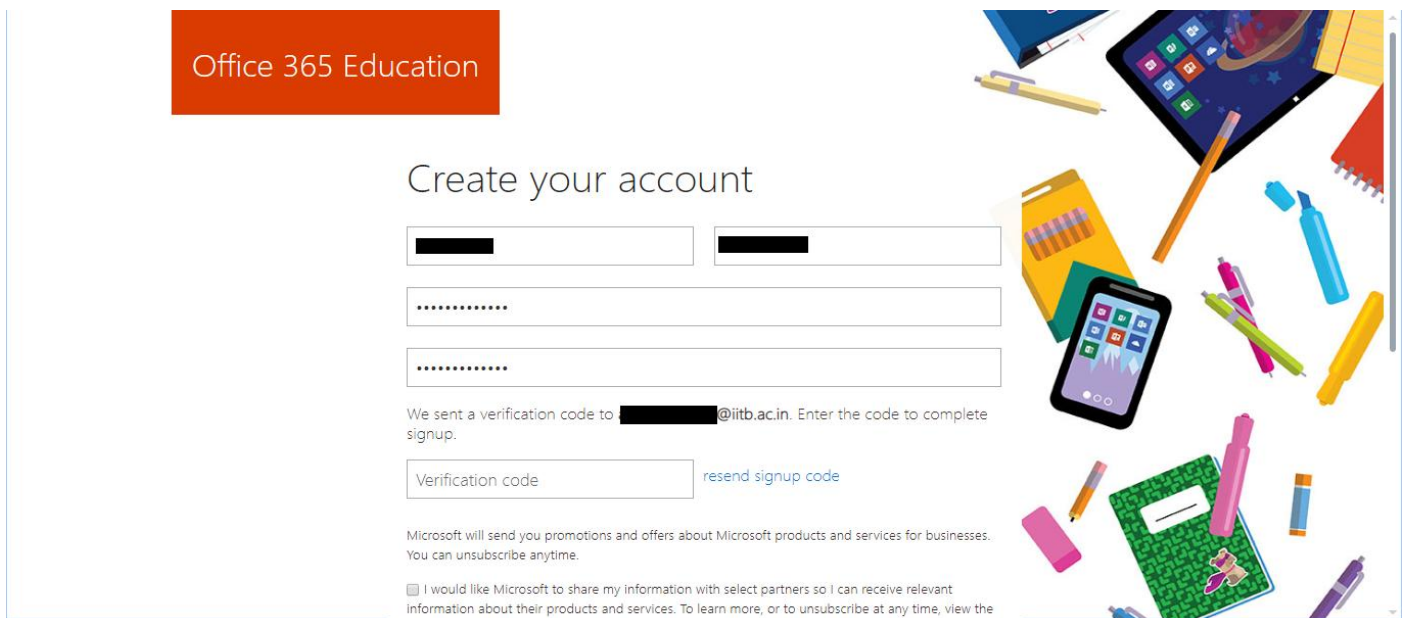 Office 365 Education
Create your account
•••••••••••••
•••••••••••••
We sent a verification code to @iitb.ac.in. Enter the code to complete
signup.
Verification code resend signup code
Microsoft will send you promotions and offers about Microsoft products and services for businesses.
You can unsubscribe anytime.
I would like Microsoft to share my information with select partners so I can receive relevant
information about their products and services. To learn more, or to unsubscribe at any time, view the